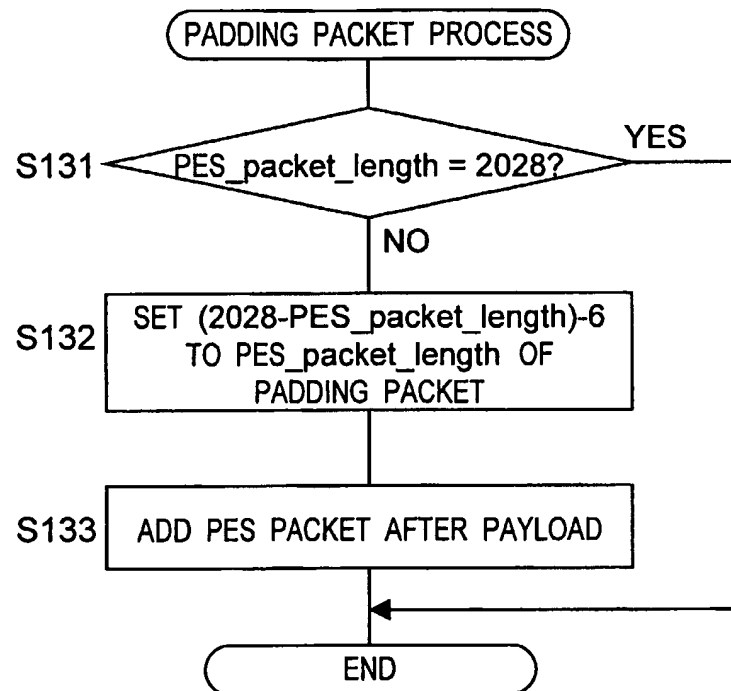 PADDING PACKET PROCESS
YES
S131
PES_packet_length = 2028?
NO
S132
SET (2028-PES_packet_length)-6
TO PES_packet_length OF
PADDING PACKET
S133
ADD PES PACKET AFTER PAYLOAD
END